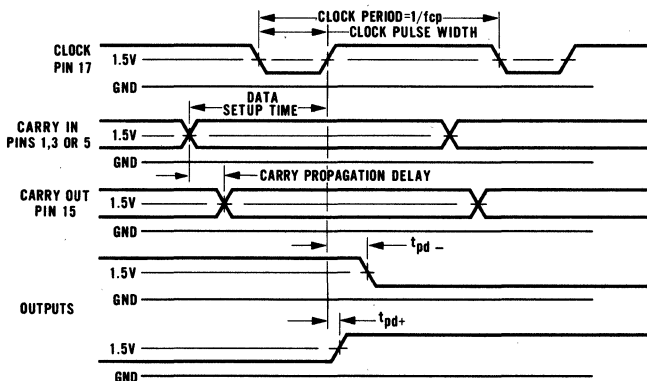 CLOCK PERIOD=1/fcp
CLOCK PULSE WIDTH
CLOCK
PIN 17
1.5V
GND
DATA
SETUP TIME
CARRY IN
PINS 1,3 OR 5
1.5V
GND
CARRY PROPAGATION DELAY
CARRY OUT
PIN 15
1.5V
GND
tpd –
1.5V
GND
OUTPUTS
tpd+
1.5V
GND